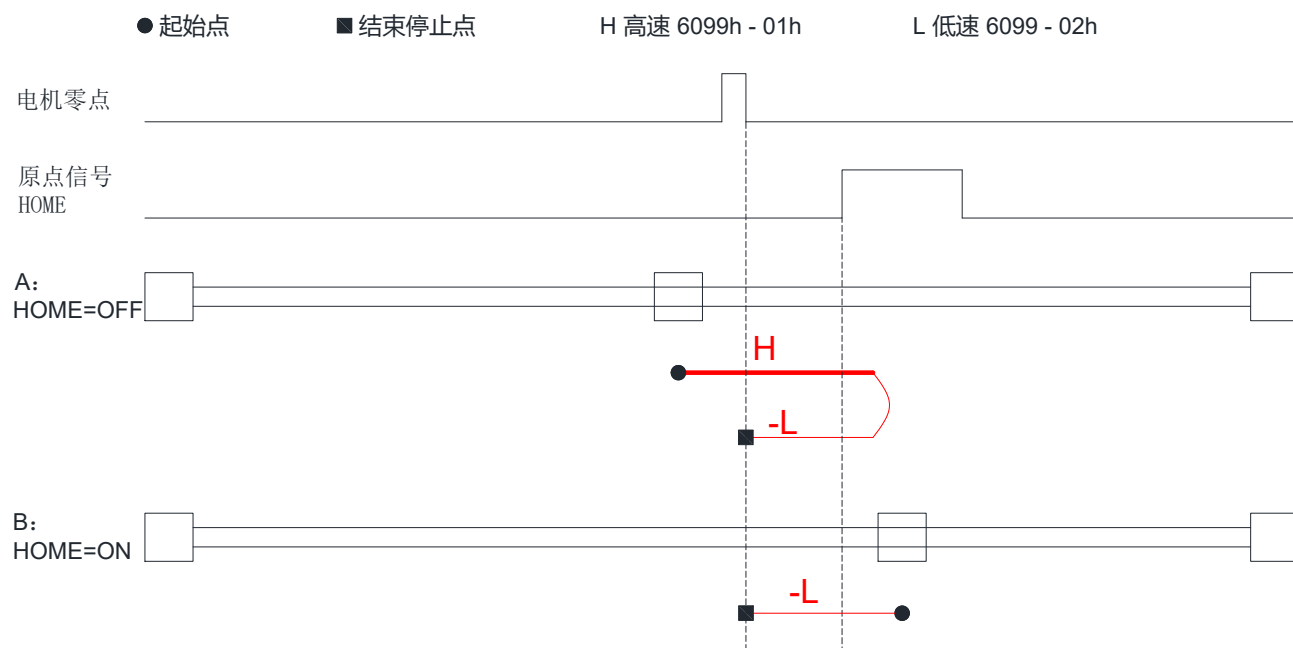 起始点 结束停止点 H 高速 6099h - 01h L 低速 6099 - 02h
电机零点
原点信号
HOME
A：
HOME=OFF
H
-L
B：
HOME=ON
-L